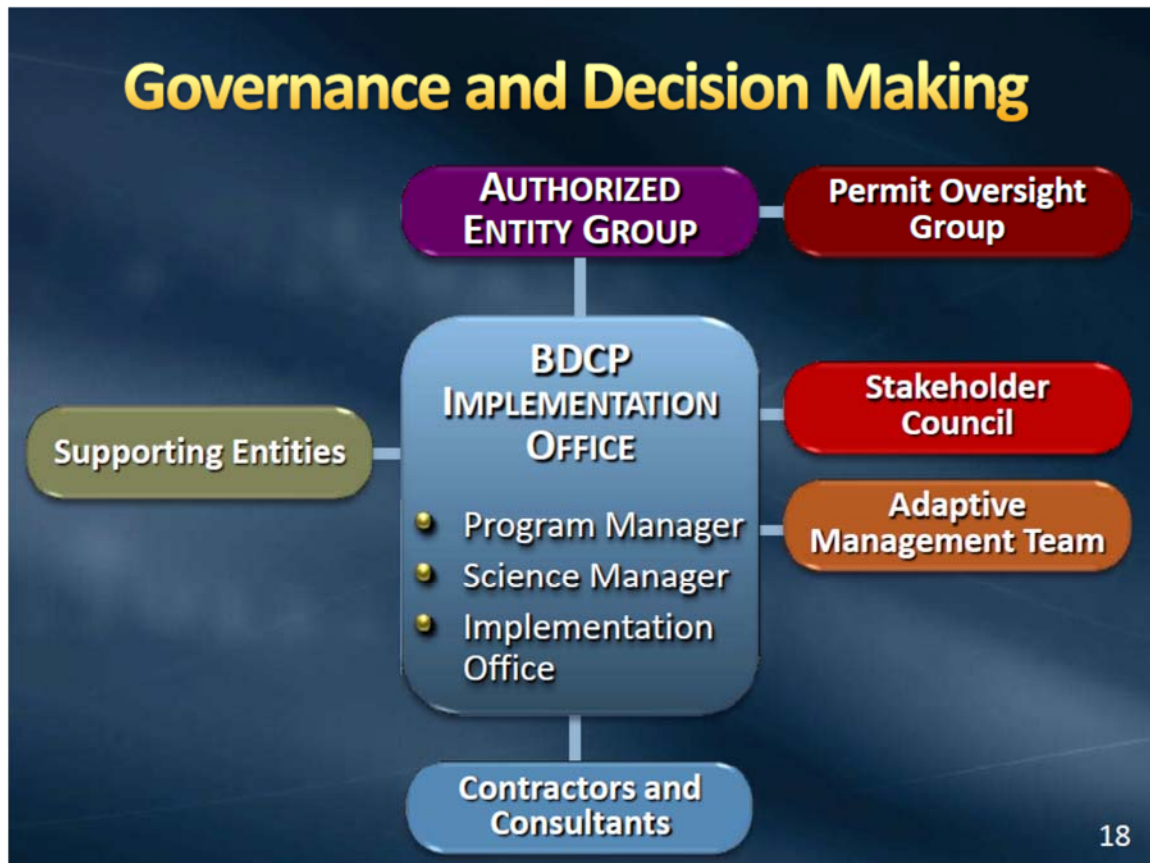 Governance and Decision Making
AUTHORIZED
ENTITY GROUP
Permit Oversight
Group
BDCP
IMPLEMENTATION
OFFICE
Program Manager
Science Manager
Implementation
Office
Supporting Entities
Stakeholder
Council
Adaptive
Management Team
Contractors and
Consultants
18